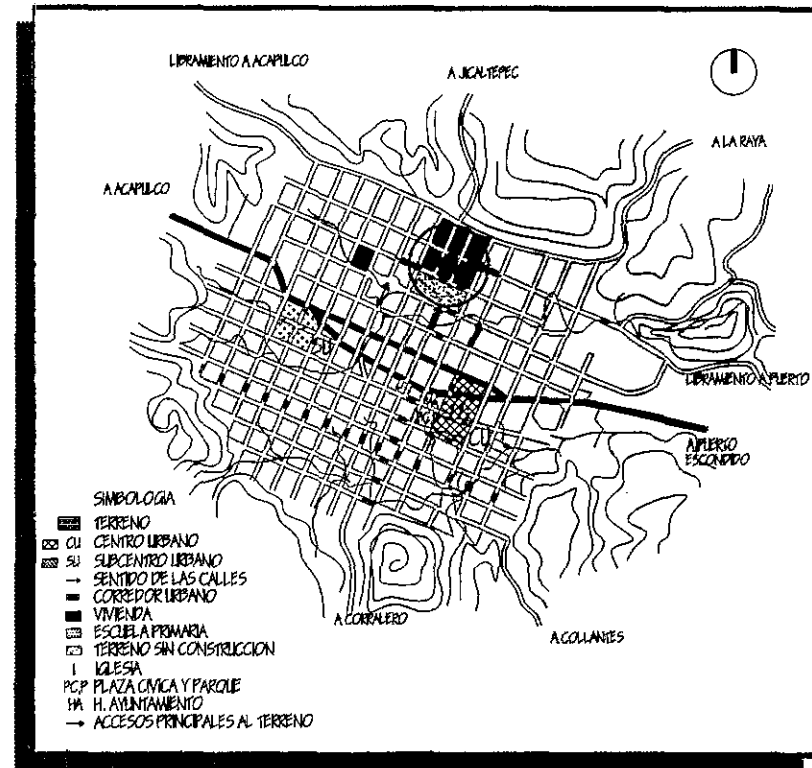 LIBRAMIENTO A ACAPULCO
A JICALTEPEC
A LA RAYA
A ACAPULCO
LIBRAMIENTO A PUERTO
A PUERTO
ESCONDIDO
SU
SIMBOLOGIA
TERRENO
CU CENTRO URBANO
SU SUBCENTRO URBANO
→ SENTIDO DE LAS CALLES
CORREDOR URBANO
VIVIENDA
ESCUELA PRIMARIA
TERRENO SIN CONSTRUCCION
I IGLESIA
PCP PLAZA CIVICA Y PARQUE
HA H. AYUNTAMIENTO
→ ACCESOS PRINCIPALES AL TERRENO
A CORRALERO
A COLLANTES